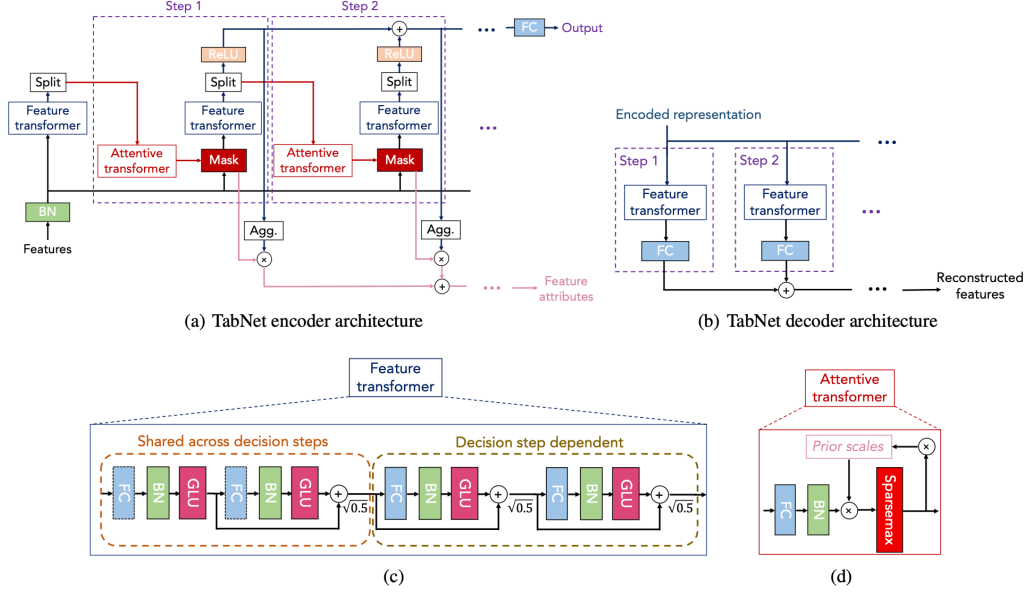 Step 1
Step 2
FC
Output
ReLU
ReLU
Split
Split
Split
Feature
transformer
Feature
transformer
Feature
transformer
Attentive
transformer
Mask
Attentive
transformer
Mask
BN
Features
Agg.
Agg.
×
×
+
+
Feature
attributes
(a) TabNet encoder architecture
Encoded representation
Step 1
Step 2
Feature
transformer
Feature
transformer
FC
FC
+
Reconstructed
features
(b) TabNet decoder architecture
Feature
transformer
Shared across decision steps
Decision step dependent
FC
BN
GLU
FC
BN
GLU
+
√0.5
FC
BN
GLU
+
√0.5
FC
BN
GLU
+
√0.5
(c)
Attentive
transformer
Prior scales
×
FC
BN
×
Sparsemax
(d)